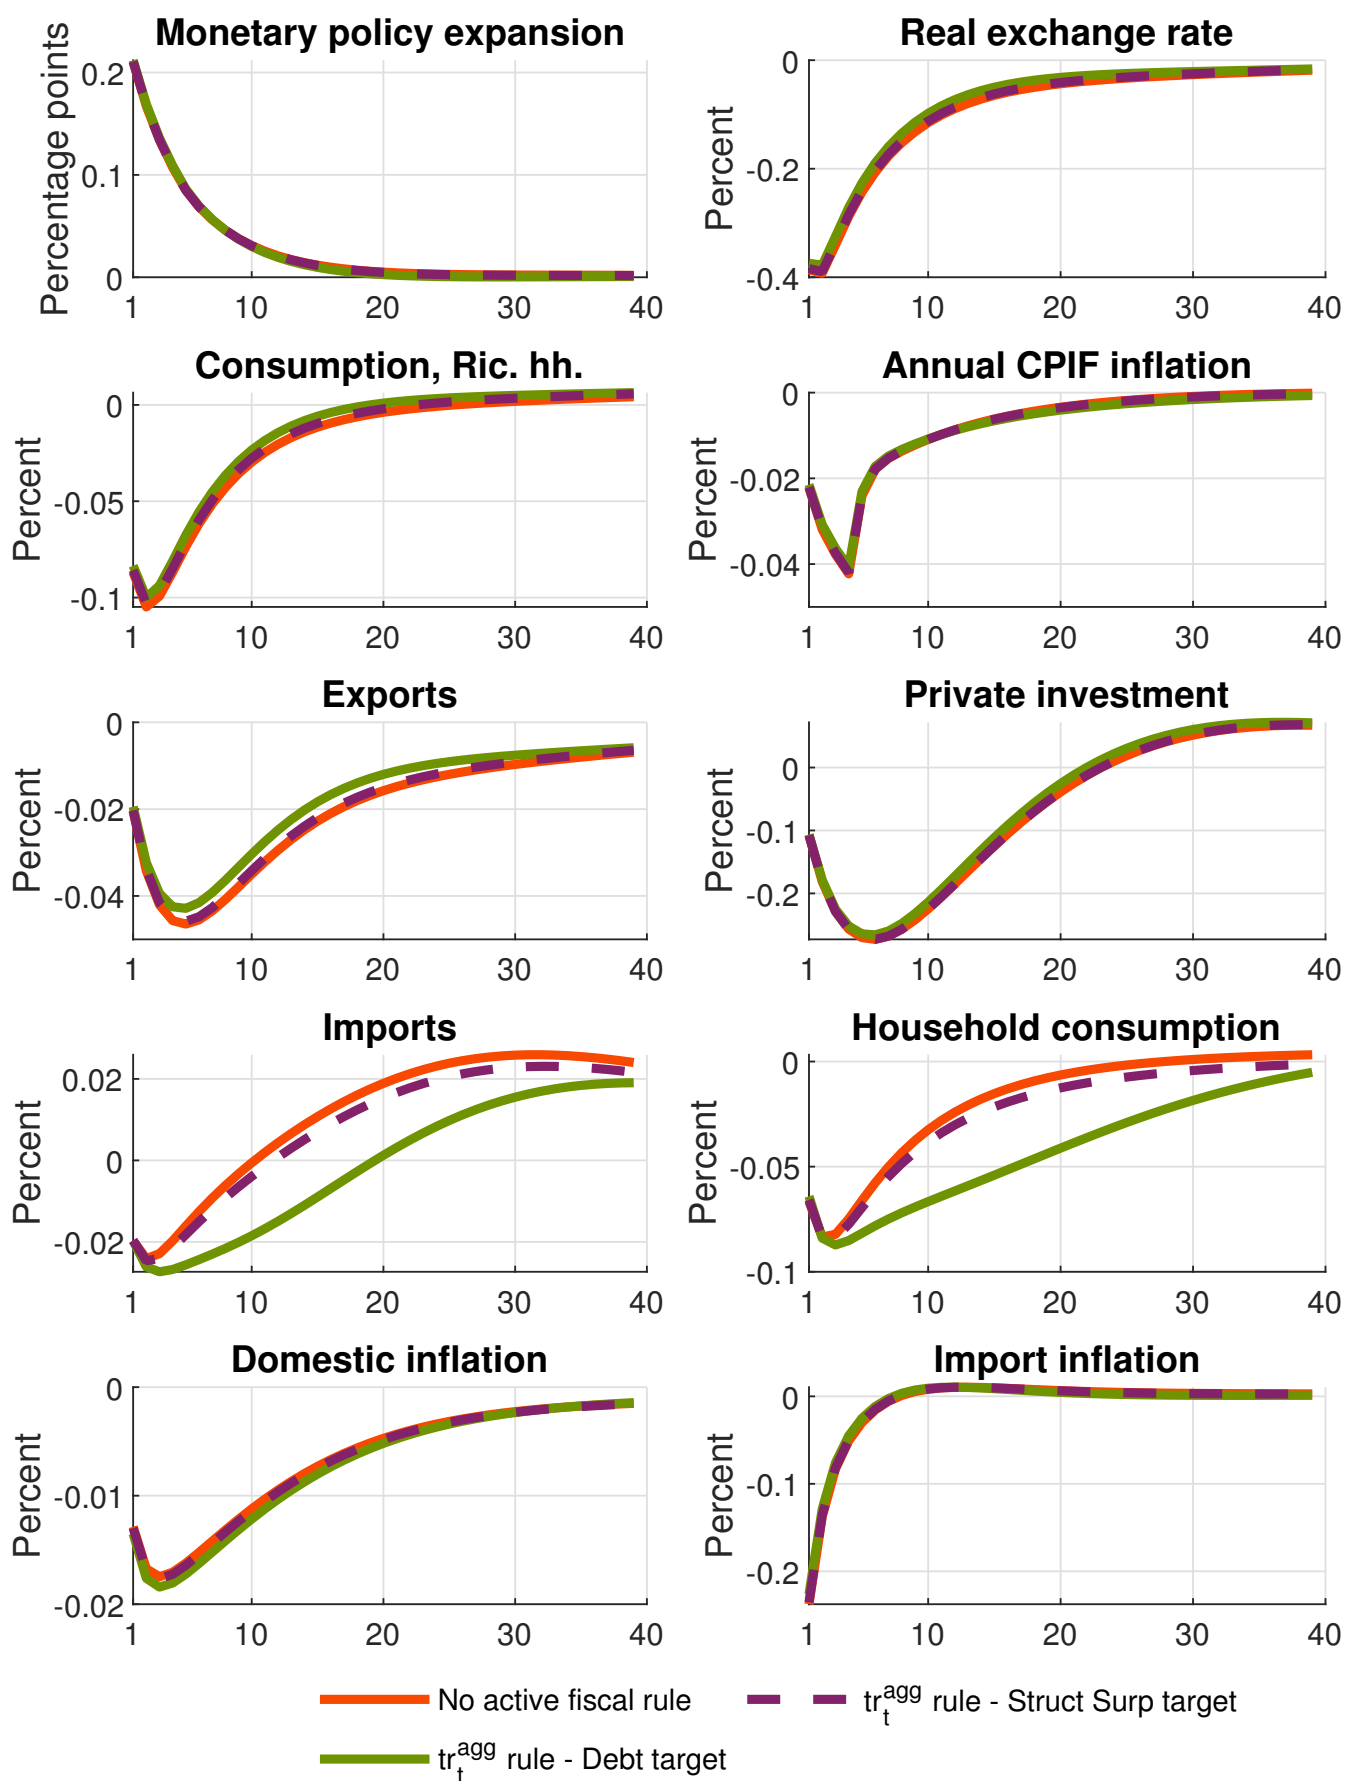 Monetary policy expansion
Percentage points
0.2
0.1
0
1 10 20 30 40
Real exchange rate
Percent
0
-0.2
-0.4
1 10 20 30 40
Consumption, Ric. hh.
Percent
0
-0.05
-0.1
1 10 20 30 40
Annual CPIF inflation
Percent
0
-0.02
-0.04
1 10 20 30 40
Exports
Percent
0
-0.02
-0.04
1 10 20 30 40
Private investment
Percent
0
-0.1
-0.2
1 10 20 30 40
Imports
Percent
0.02
0
-0.02
1 10 20 30 40
Household consumption
Percent
0
-0.05
-0.1
1 10 20 30 40
Domestic inflation
Percent
0
-0.01
-0.02
1 10 20 30 40
Import inflation
Percent
0
-0.1
-0.2
1 10 20 30 40
No active fiscal rule
tr_t^agg rule - Struct Surp target
tr_t^agg rule - Debt target